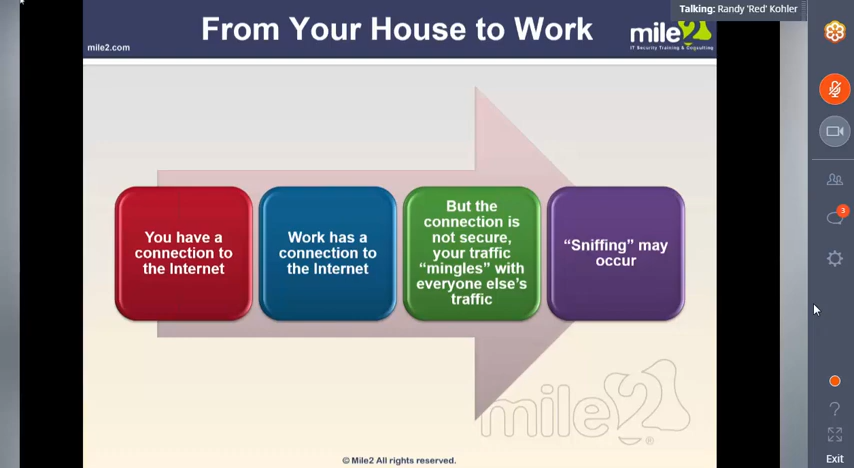 Talking: Randy 'Red' Kohler
From Your House to Work
mile2.com
mile2
IT Security Training & Consulting
You have a
connection to
the Internet
Work has a
connection to
the Internet
But the
connection is
not secure,
your traffic
“mingles” with
everyone else’s
traffic
“Sniffing” may
occur
mile2
®
© Mile2 All rights reserved.
3
?
Exit